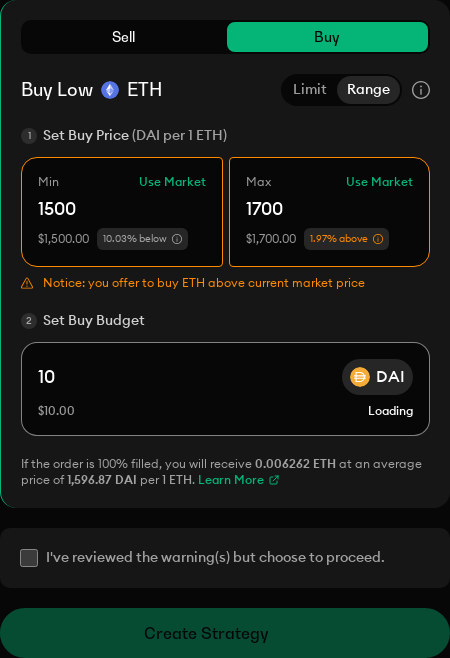 Sell Buy
Buy Low ETH Limit Range
1 Set Buy Price (DAI per 1 ETH)
Min Use Market Max Use Market
1500 1700
$1,500.00 10.03% below $1,700.00 1.97% above
Notice: you offer to buy ETH above current market price
2 Set Buy Budget
10 DAI
$10.00 Loading
If the order is 100% filled, you will receive 0.006262 ETH at an average
price of 1,596.87 DAI per 1 ETH. Learn More
I've reviewed the warning(s) but choose to proceed.
Create Strategy